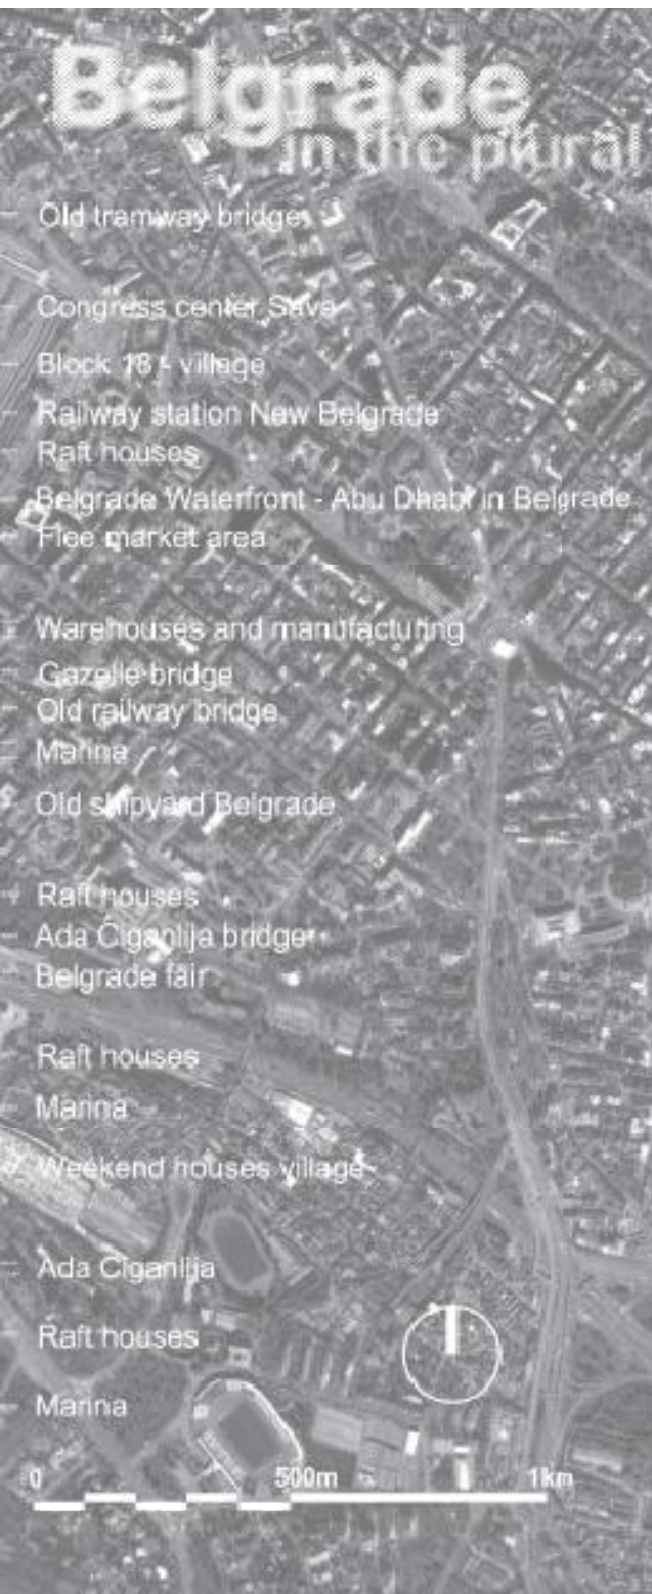 Belgrade
in the plural
Old tramway bridge
Congress center Sava
Block 18 - village
Railway station New Belgrade
Raft houses
Belgrade Waterfront - Abu Dhabi in Belgrade
Flee market area
Warehouses and manufacturing
Gazelle bridge
Old railway bridge
Marina
Old shipyard Belgrade
Raft houses
Ada Ciganlija bridge
Belgrade fair
Raft houses
Marina
Weekend houses village
Ada Ciganlija
Raft houses
Marina
0 500m 1km